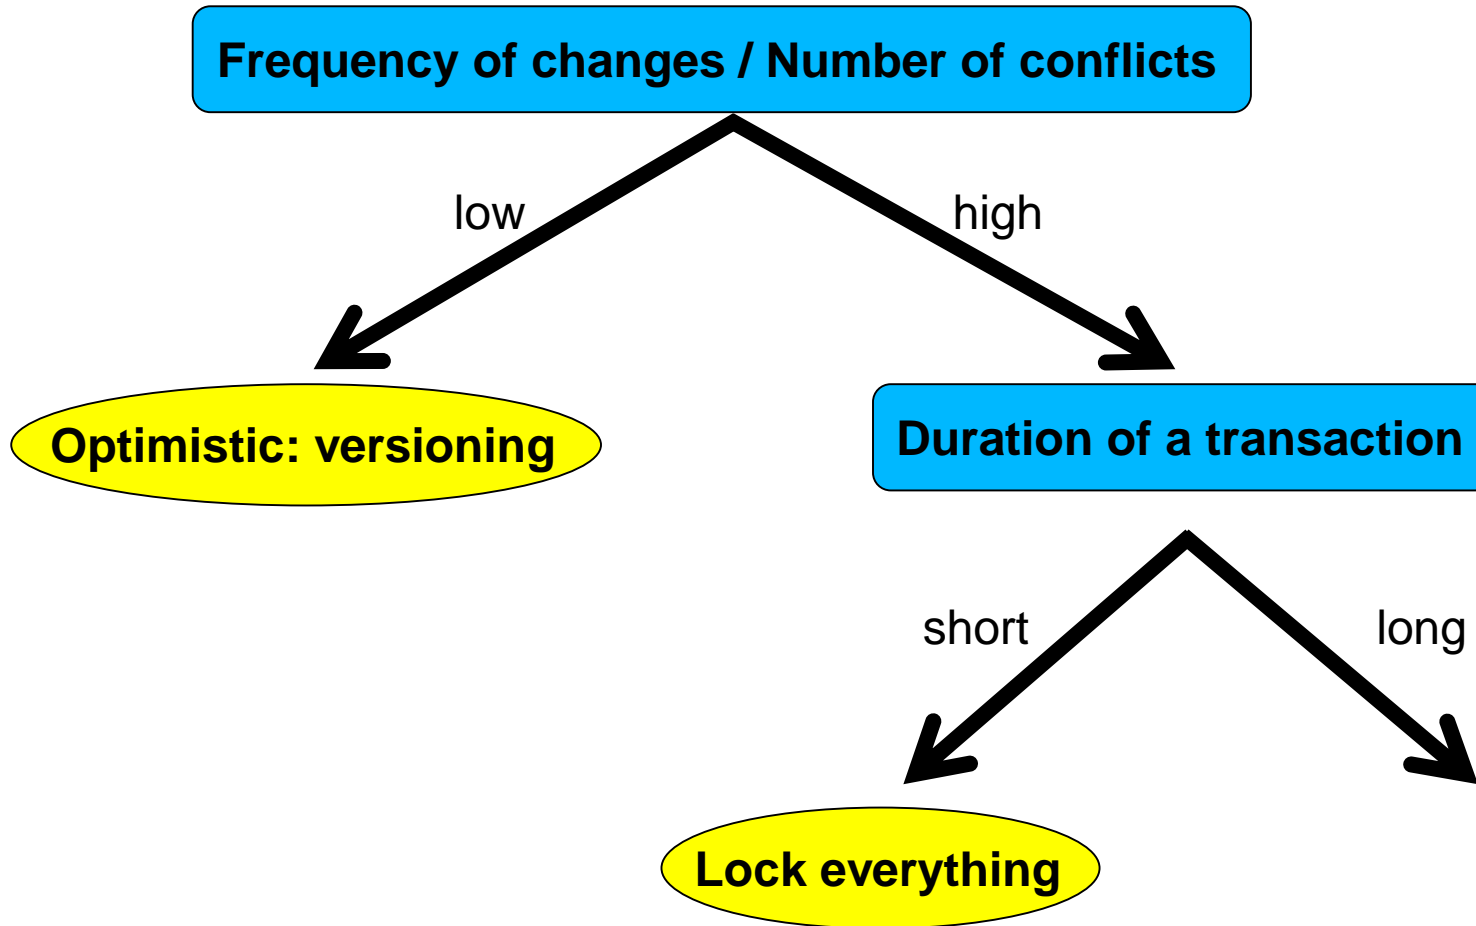 Frequency of changes / Number of conflicts
low
high
Optimistic: versioning
Duration of a transaction
short
long
Lock everything